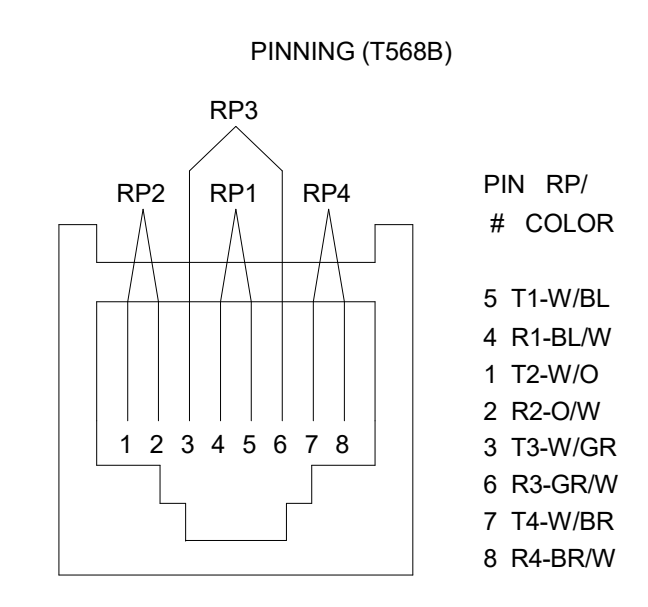 PINNING (T568B)
RP3
RP2 RP1 RP4
1 2 3 4 5 6 7 8
PIN RP/
# COLOR
5 T1-W/BL
4 R1-BL/W
1 T2-W/O
2 R2-O/W
3 T3-W/GR
6 R3-GR/W
7 T4-W/BR
8 R4-BR/W